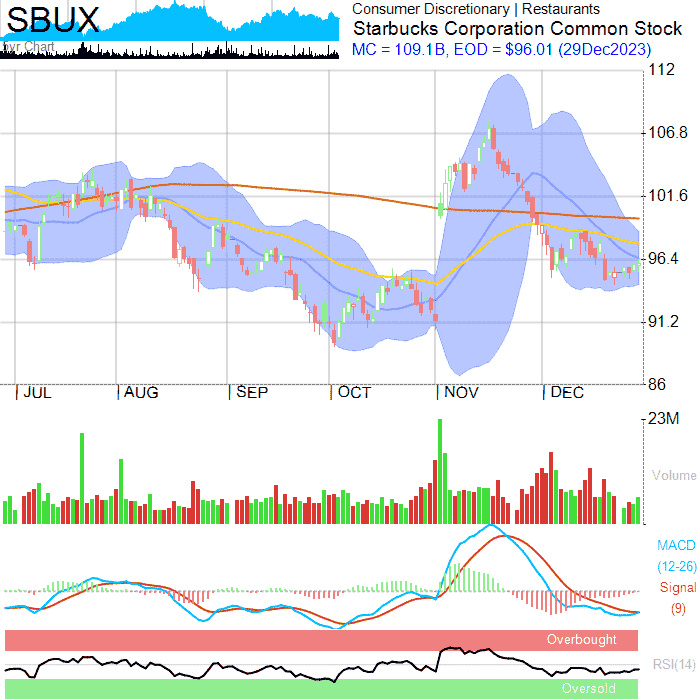 SBUX
5yr Chart
Consumer Discretionary | Restaurants
Starbucks Corporation Common Stock
MC = 109.1B, EOD = $96.01 (29Dec2023)
112
106.8
101.6
96.4
91.2
86
| JUL | AUG | SEP | OCT | NOV | DEC
23M
Volume
MACD
(12-26)
Signal
(9)
Overbought
RSI(14)
Oversold